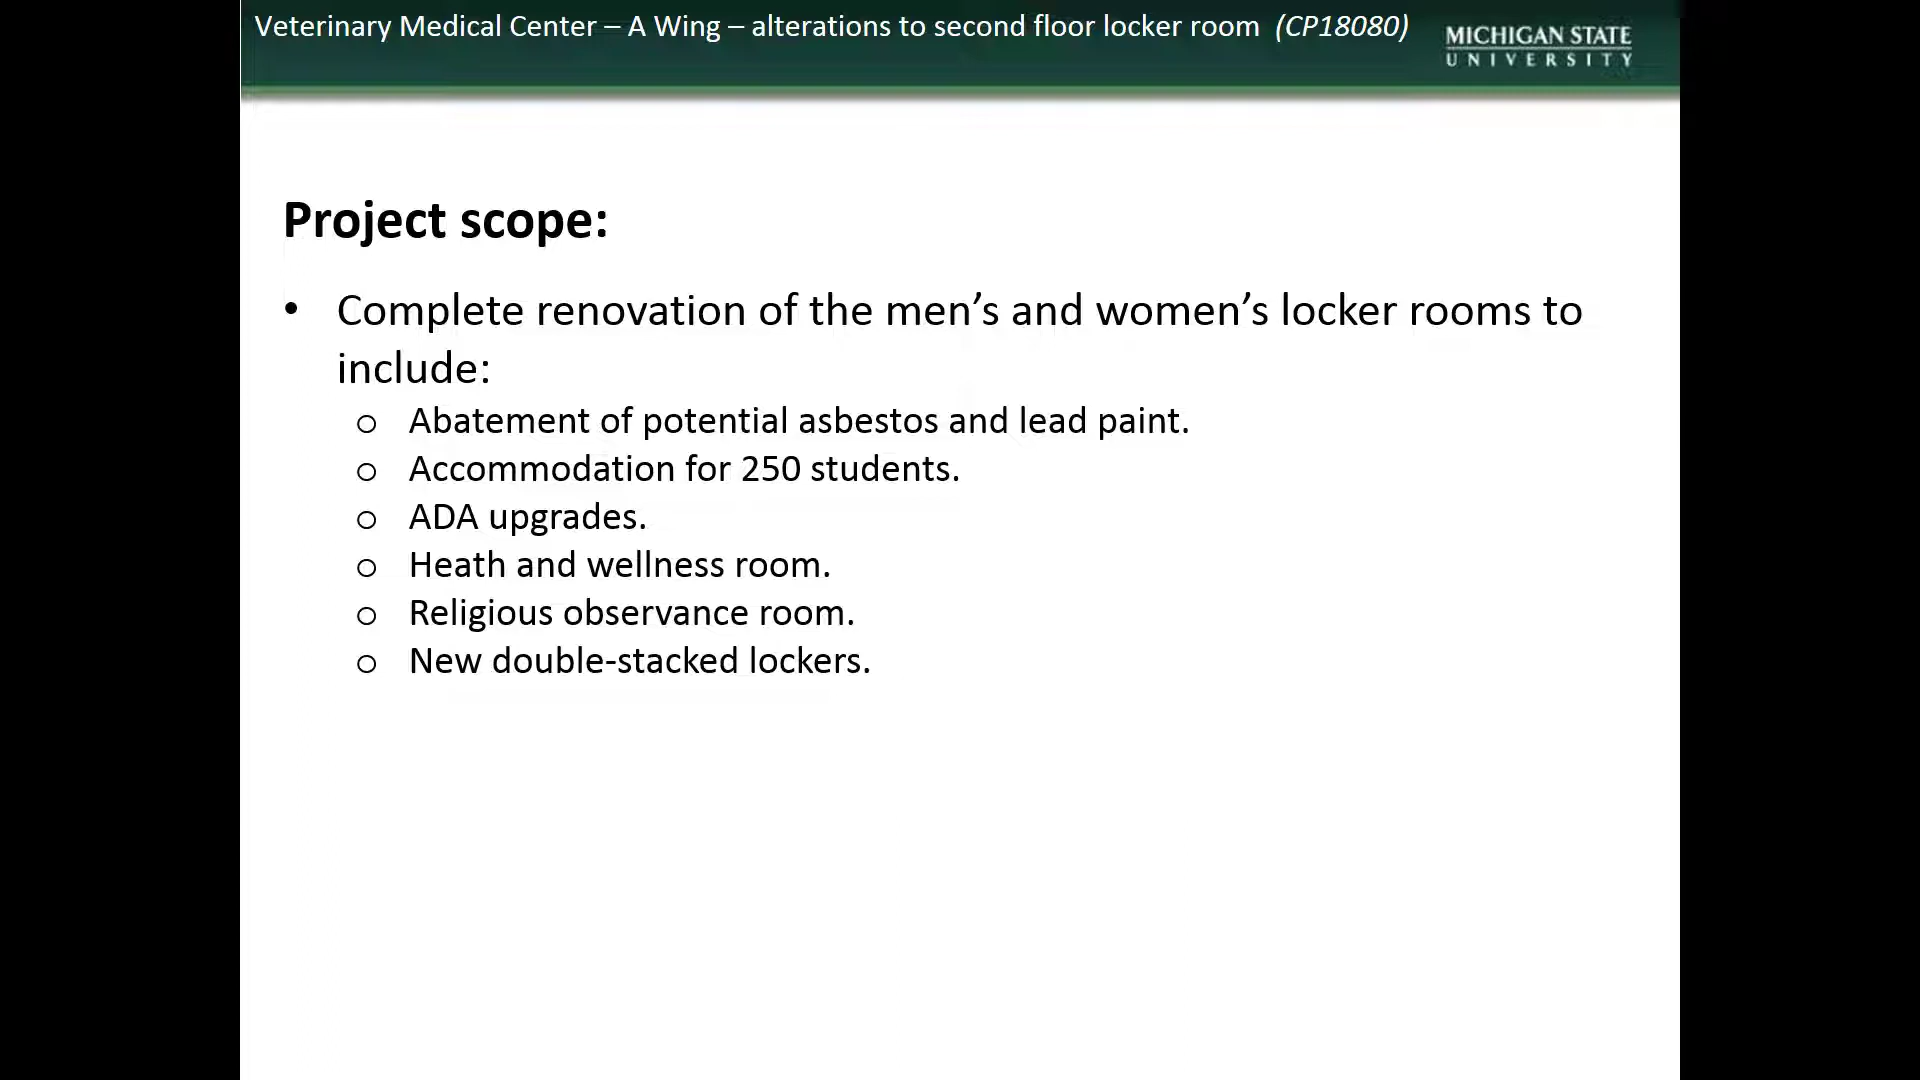 Veterinary Medical Center – A Wing – alterations to second floor locker room (CP18080)
MICHIGAN STATE
UNIVERSITY
Project scope:
• Complete renovation of the men’s and women’s locker rooms to
include:
o Abatement of potential asbestos and lead paint.
o Accommodation for 250 students.
o ADA upgrades.
o Heath and wellness room.
o Religious observance room.
o New double-stacked lockers.